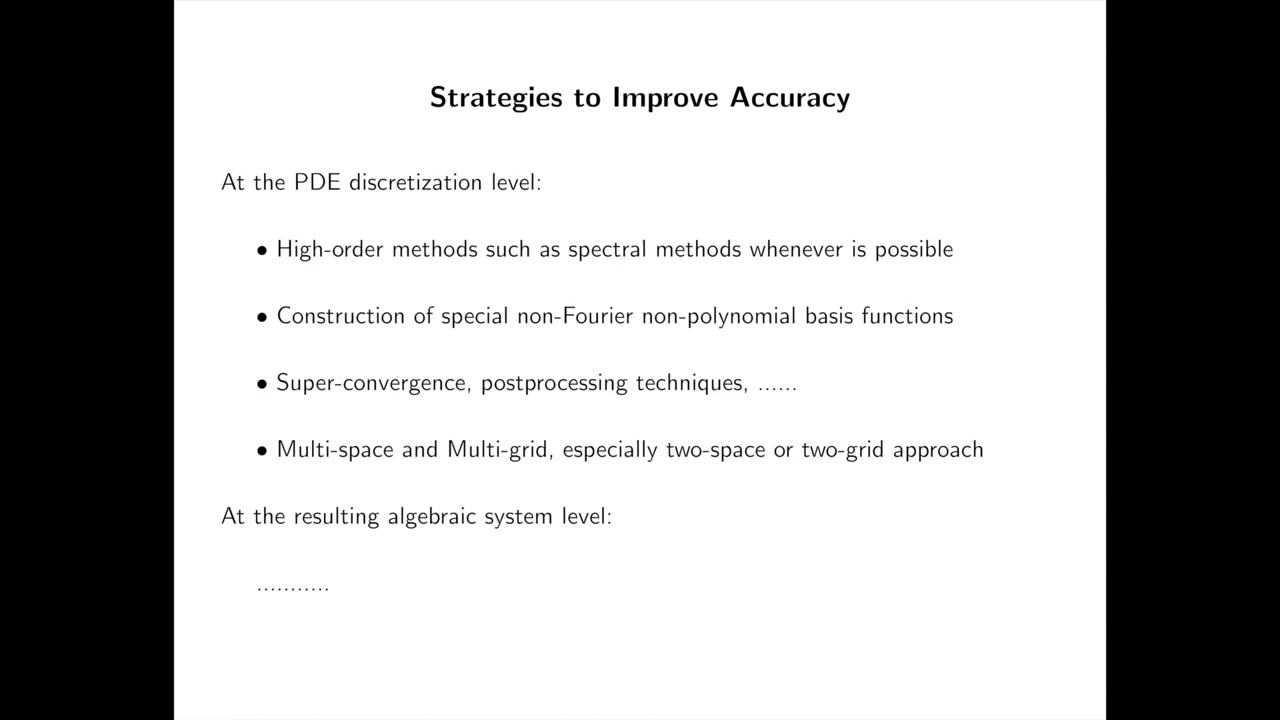 Strategies to Improve Accuracy
At the PDE discretization level:
• High-order methods such as spectral methods whenever is possible
• Construction of special non-Fourier non-polynomial basis functions
• Super-convergence, postprocessing techniques, ......
• Multi-space and Multi-grid, especially two-space or two-grid approach
At the resulting algebraic system level:
...........